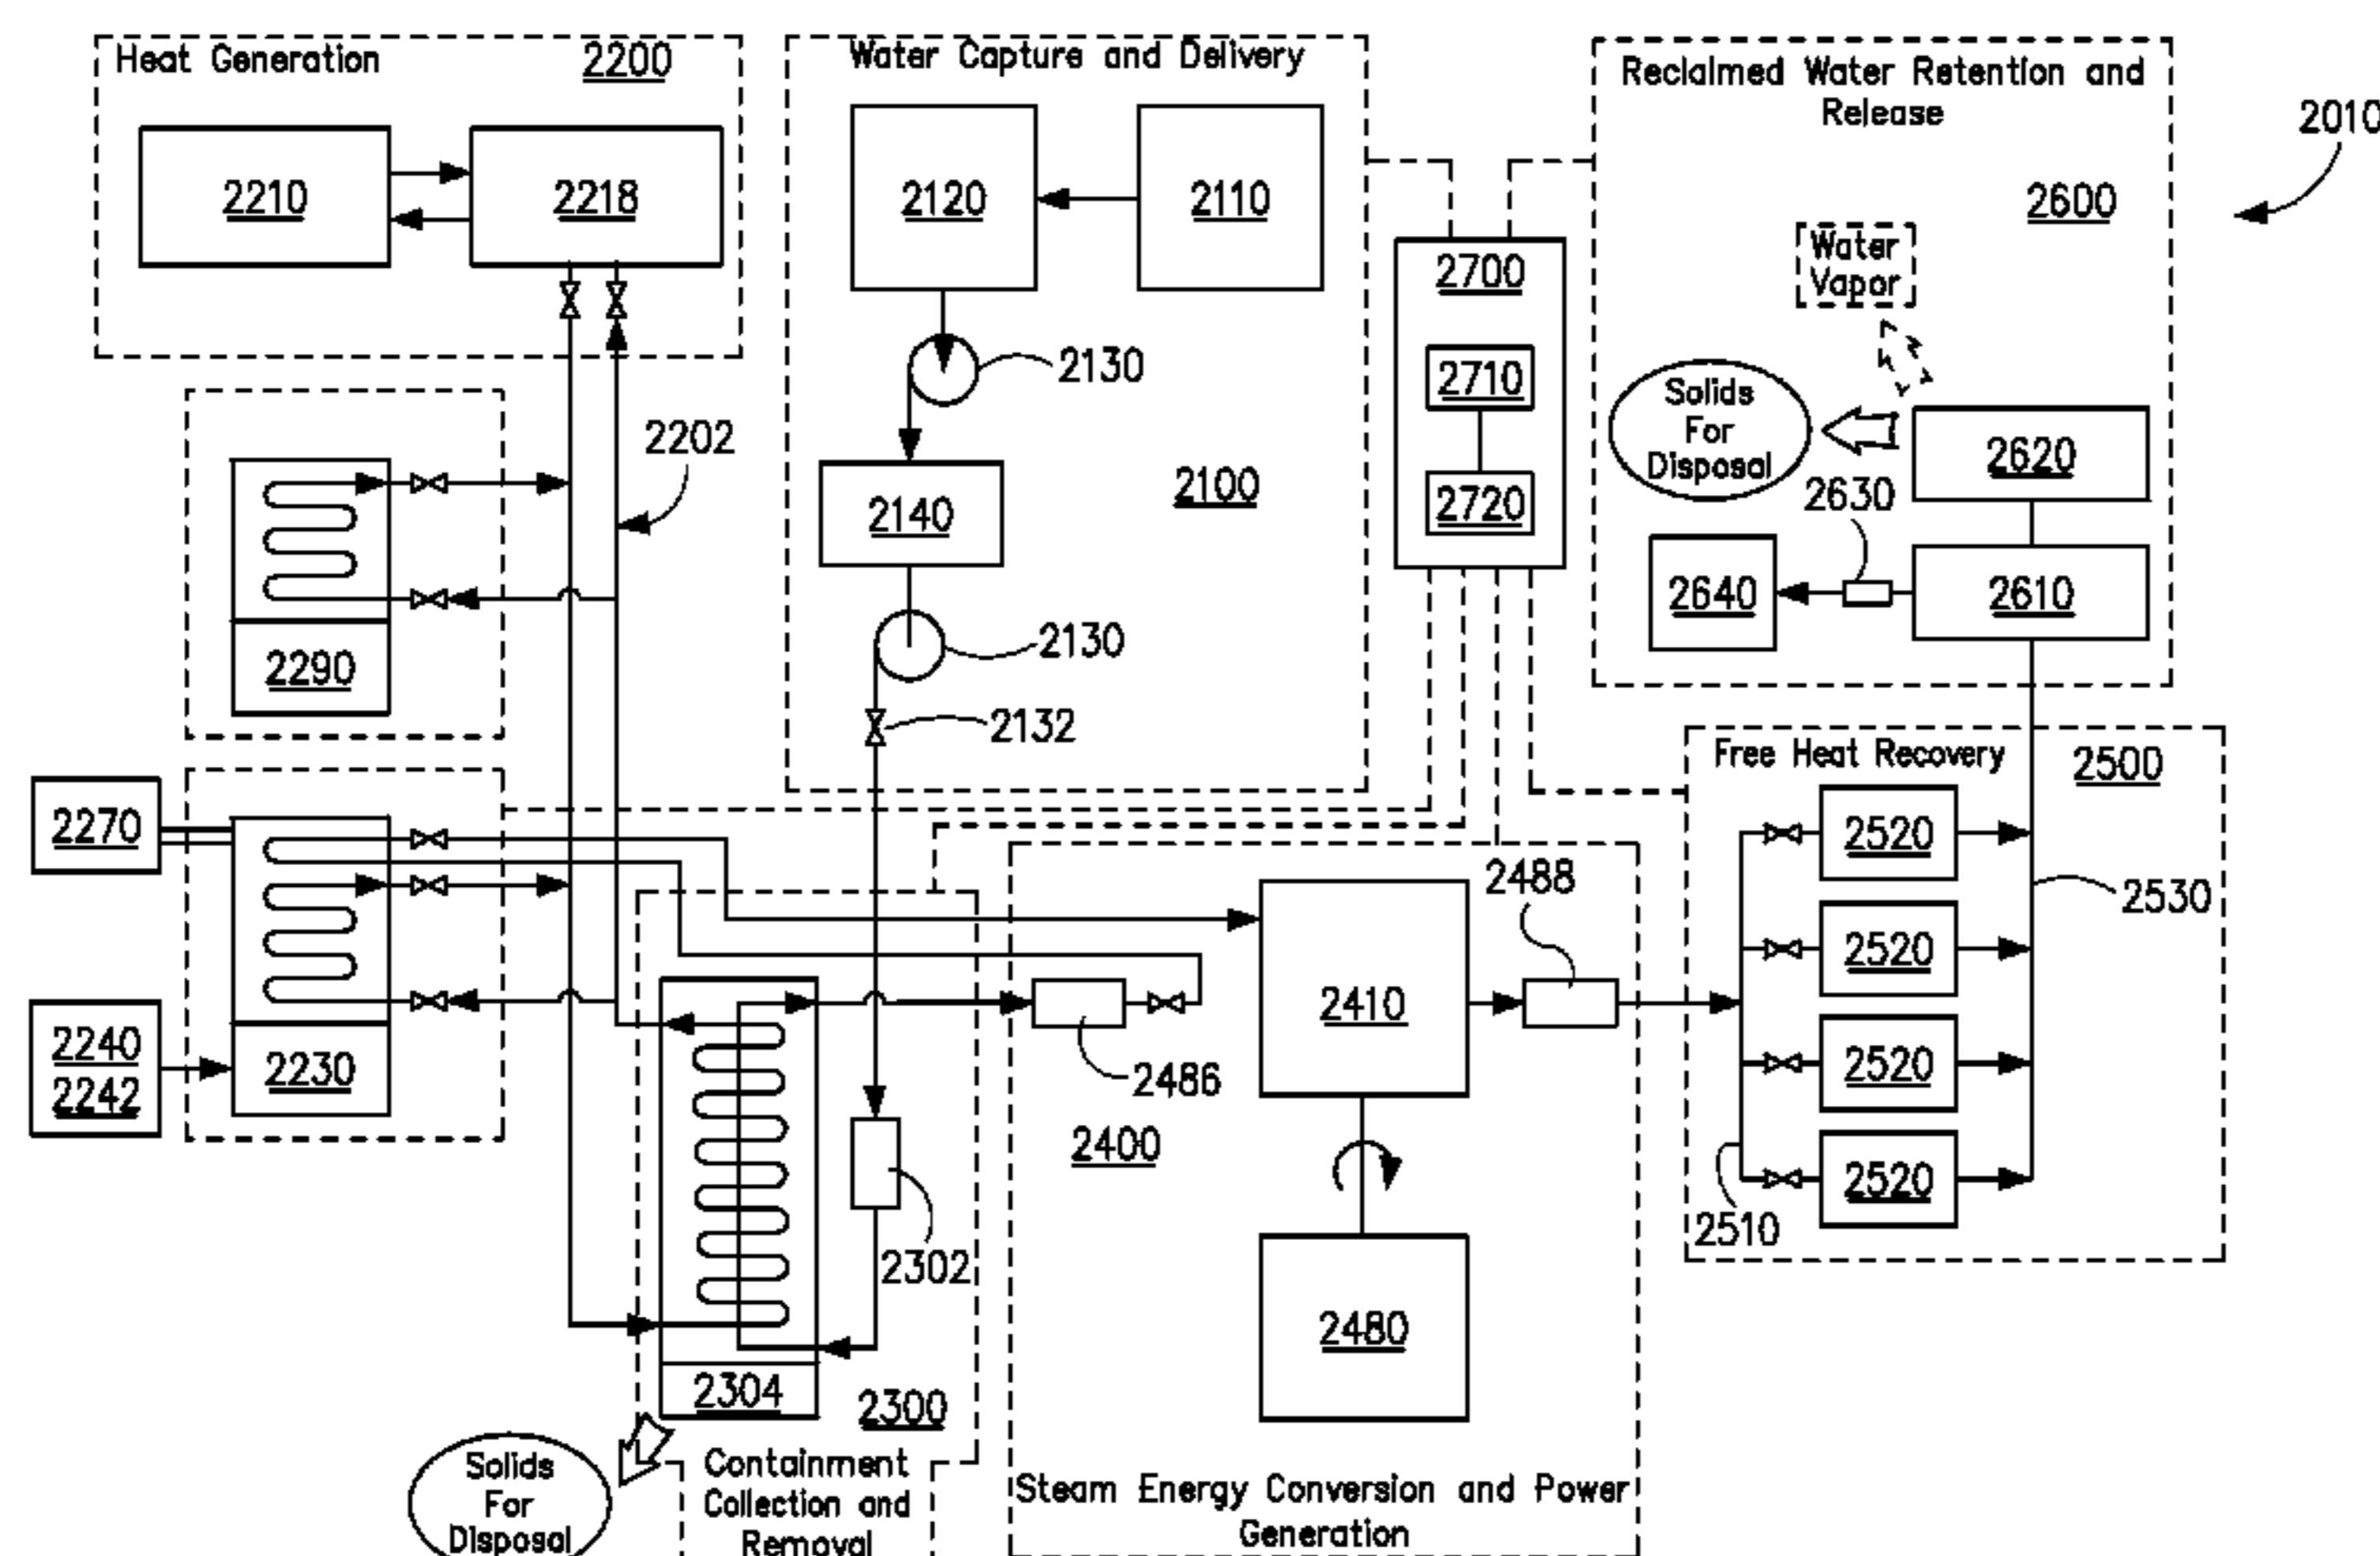 Heat Generation
2200
2210
2218
Water Capture and Delivery
2120
2110
2130
2140
2100
2130
2132
Reclaimed Water Retention and
Release
2010
2600
Water
Vapor
2700
2710
2720
Solids
For
Disposal
2620
2630
2640
2610
2202
2290
2270
2240
2242
2230
Free Heat Recovery
2500
2520
2520
2520
2520
2530
2510
2488
2410
2486
2400
2480
2302
2304
2300
Solids
For
Disposal
Containment
Collection and
Removal
Steam Energy Conversion and Power
Generation